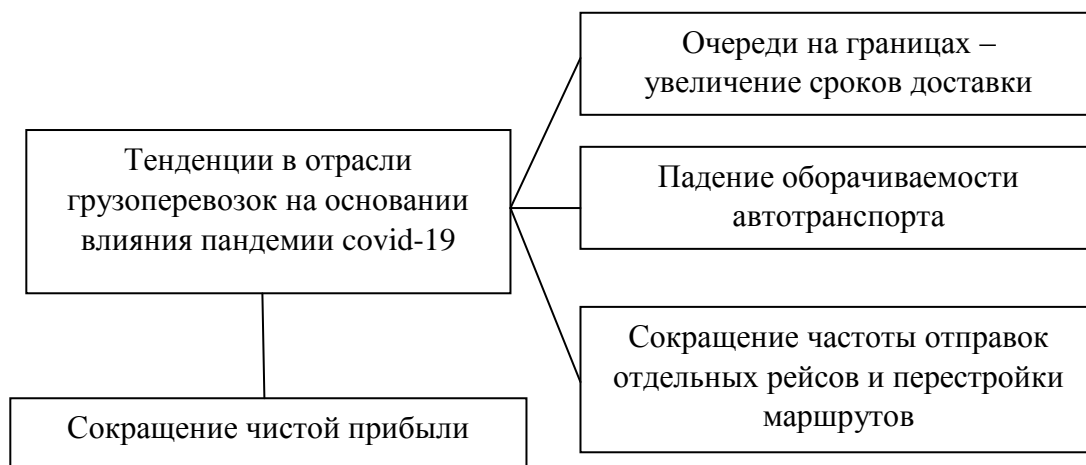 Очереди на границах –
увеличение сроков доставки
Тенденции в отрасли
грузоперевозок на основании
влияния пандемии covid-19
Падение оборачиваемости
автотранспорта
Сокращение частоты отправок
отдельных рейсов и перестройки
маршрутов
Сокращение чистой прибыли